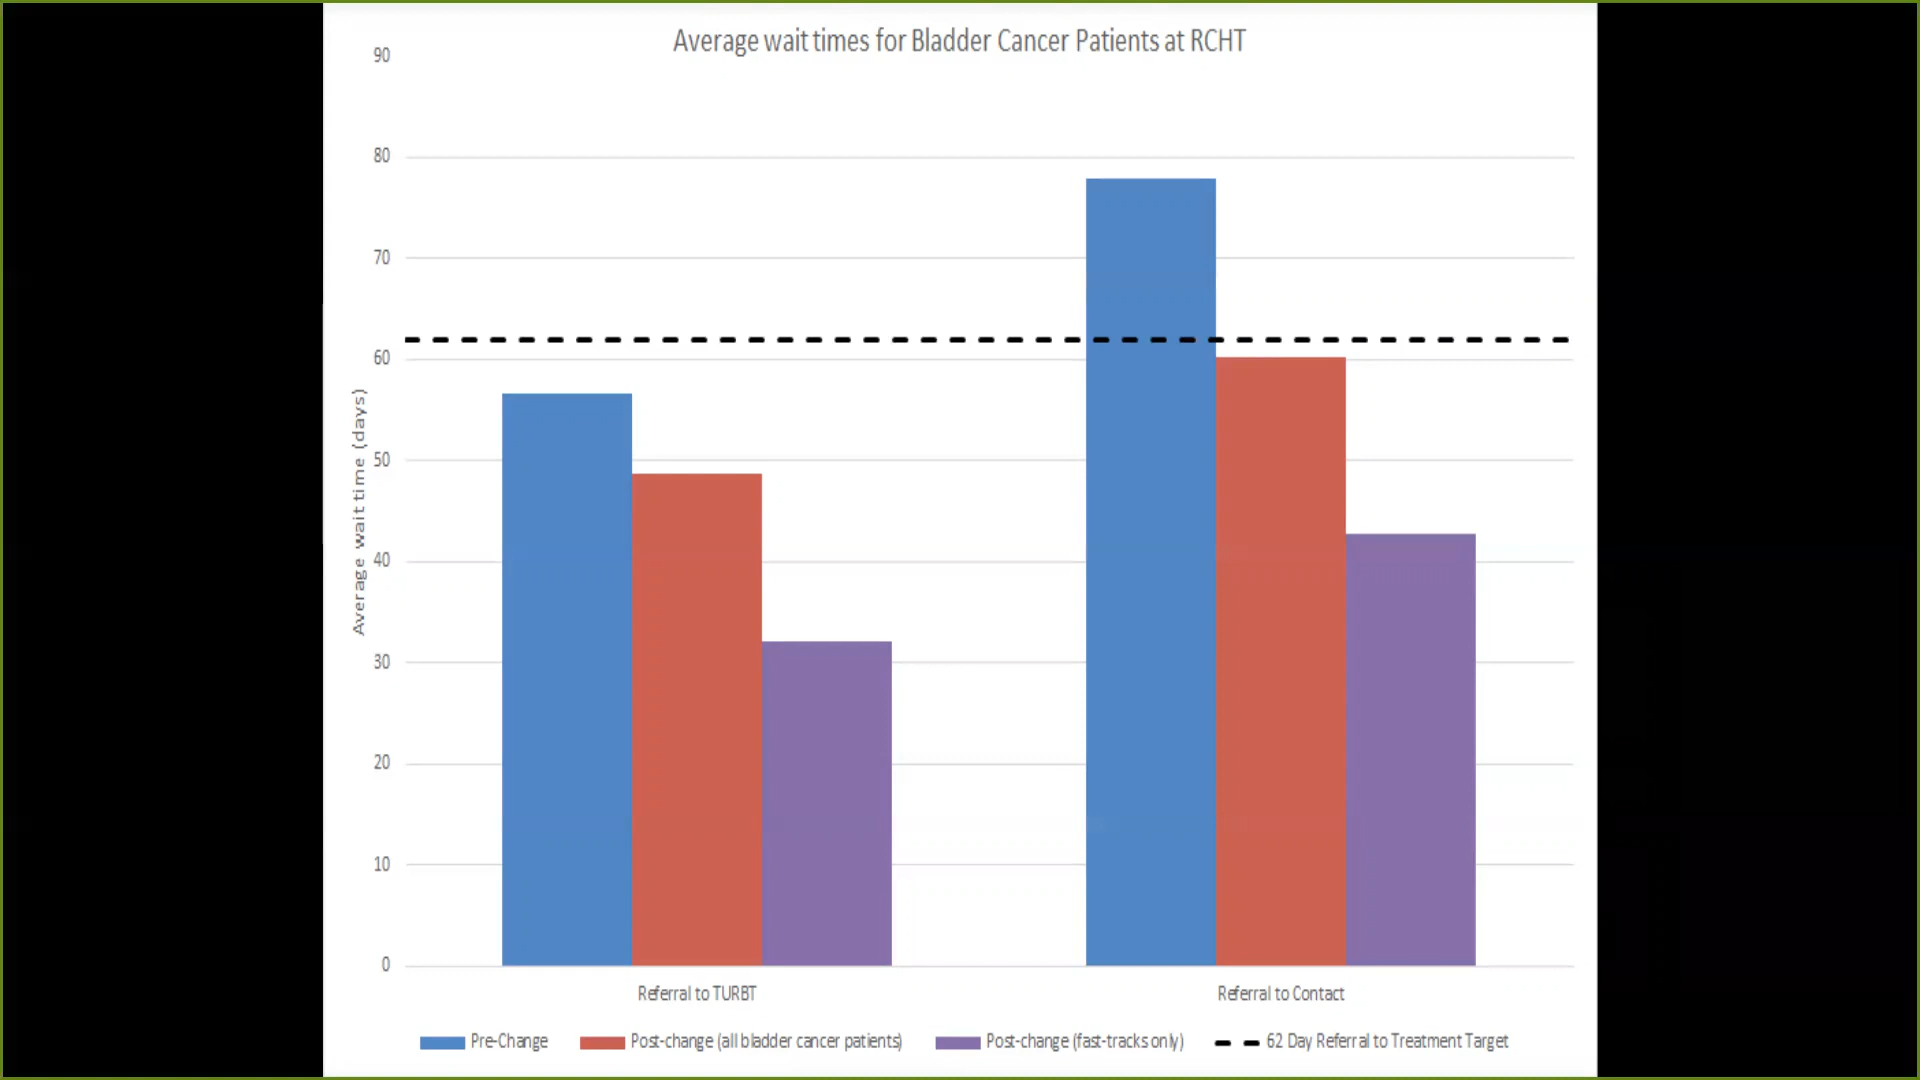 Average wait times for Bladder Cancer Patients at RCHT
90
80
70
60
50
40
30
20
10
0
Average wait time (days)
Referral to TURBT
Referral to Contact
Pre-Change
Post-change (all bladder cancer patients)
Post-change (fast-tracks only)
62 Day Referral to Treatment Target